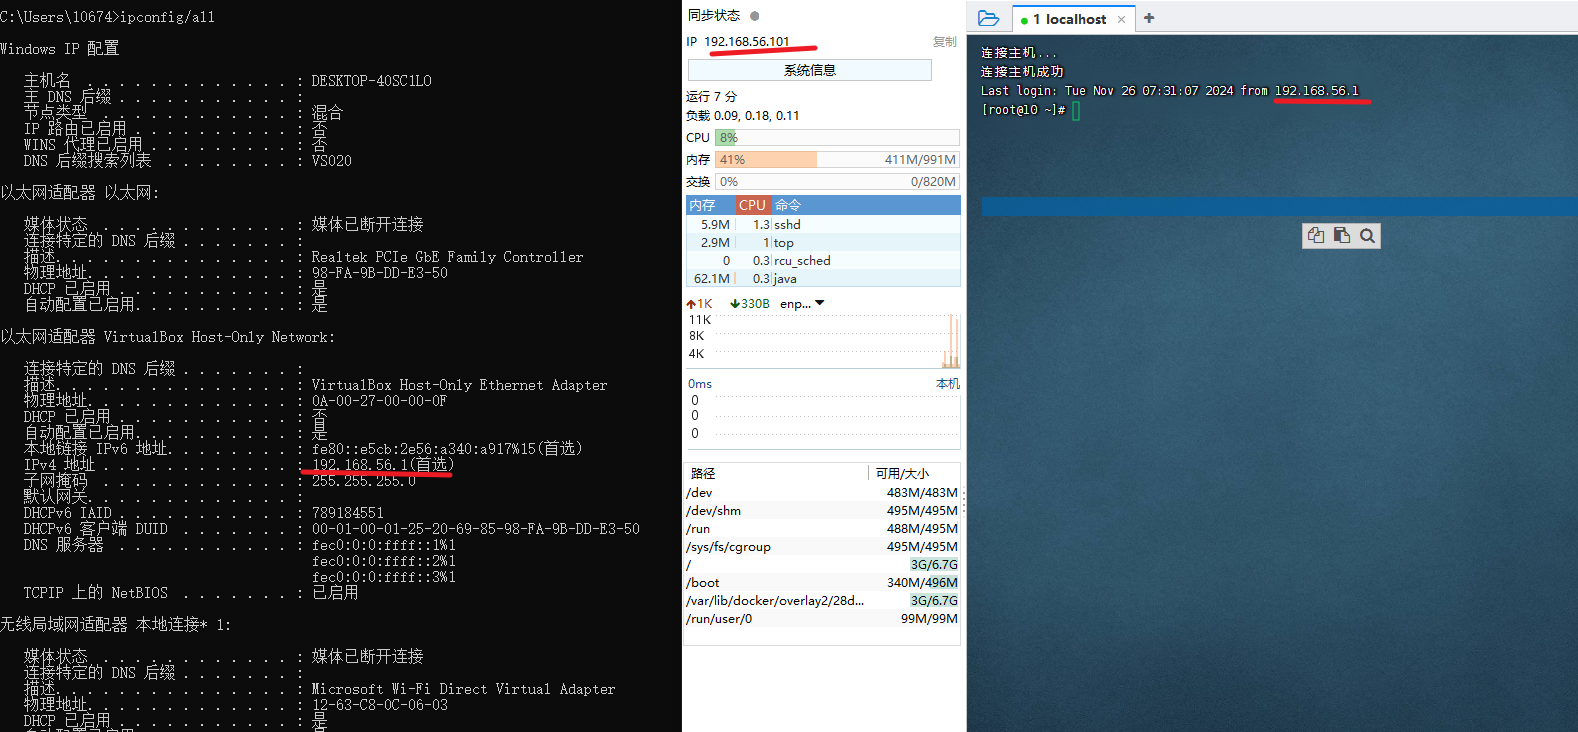 C:\Users\10674>ipconfig/all
Windows IP 配置
主机名 . . . . . . . . . . . . . : DESKTOP-40SC1L0
主 DNS 后缀 . . . . . . . . . . . :
节点类型 . . . . . . . . . . . . : 混合
IP 路由已启用 . . . . . . . . . . : 否
WINS 代理已启用 . . . . . . . . . : 否
DNS 后缀搜索列表 . . . . . . . . : VS020
以太网适配器 以太网:
媒体状态 . . . . . . . . . . . . : 媒体已断开连接
连接特定的 DNS 后缀 . . . . . . . :
描述. . . . . . . . . . . . . . . : Realtek PCIe GbE Family Controller
物理地址. . . . . . . . . . . . . : 98-FA-9B-DD-E3-50
DHCP 已启用 . . . . . . . . . . . : 是
自动配置已启用. . . . . . . . . . : 是
以太网适配器 VirtualBox Host-Only Network:
连接特定的 DNS 后缀 . . . . . . . :
描述. . . . . . . . . . . . . . . : VirtualBox Host-Only Ethernet Adapter
物理地址. . . . . . . . . . . . . : 0A-00-27-00-00-0F
DHCP 已启用 . . . . . . . . . . . : 否
自动配置已启用. . . . . . . . . . : 是
本地链接 IPv6 地址. . . . . . . . : fe80::e5cb:2e56:a340:a917%15(首选)
IPv4 地址 . . . . . . . . . . . . : 192.168.56.1(首选)
子网掩码 . . . . . . . . . . . . : 255.255.255.0
默认网关. . . . . . . . . . . . . :
DHCPv6 IAID . . . . . . . . . . . : 789184551
DHCPv6 客户端 DUID . . . . . . . : 00-01-00-01-25-20-69-85-98-FA-9B-DD-E3-50
DNS 服务器 . . . . . . . . . . . : fec0:0:0:ffff::1%1
fec0:0:0:ffff::2%1
fec0:0:0:ffff::3%1
TCPIP 上的 NetBIOS . . . . . . . : 已启用
无线局域网适配器 本地连接* 1:
媒体状态 . . . . . . . . . . . . : 媒体已断开连接
连接特定的 DNS 后缀 . . . . . . . :
描述. . . . . . . . . . . . . . . : Microsoft Wi-Fi Direct Virtual Adapter
物理地址. . . . . . . . . . . . . : 12-63-C8-0C-06-03
DHCP 已启用 . . . . . . . . . . . : 是
自动配置已启用. . . . . . . . . . : 是
同步状态
IP 192.168.56.101 复制
系统信息
运行 7 分
负载 0.09, 0.18, 0.11
CPU 8%
内存 41% 411M/991M
交换 0% 0/820M
内存 CPU 命令
5.9M 1.3 sshd
2.9M 1 top
0 0.3 rcu_sched
62.1M 0.3 java
1K 330B enp...
11K
8K
4K
0ms 本机
0
0
0
路径 可用/大小
/dev 483M/483M
/dev/shm 495M/495M
/run 488M/495M
/sys/fs/cgroup 495M/495M
/ 3G/6.7G
/boot 340M/496M
/var/lib/docker/overlay2/28d... 3G/6.7G
/run/user/0 99M/99M
1 localhost × +
连接主机...
连接主机成功
Last login: Tue Nov 26 07:31:07 2024 from 192.168.56.1
[root@10 ~]#